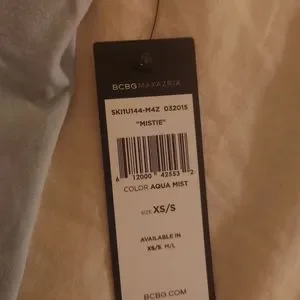 BCBGMAXAZRIA
SKI1U144-M4Z 032015
"MISTIE"
6 12000 42553 2
COLOR AQUA MIST
SIZE XS/S
AVAILABLE IN
XS/S M/L
BCBG.COM